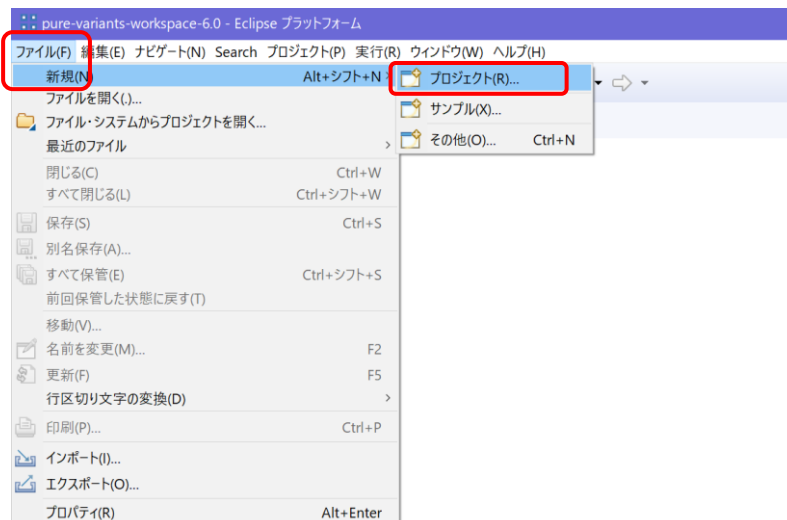 pure-variants-workspace-6.0 - Eclipse プラットフォーム
ファイル(F) 編集(E) ナビゲート(N) Search プロジェクト(P) 実行(R) ウィンドウ(W) ヘルプ(H)
新規(N) Alt+シフト+N
プロジェクト(R)...
サンプル(X)...
その他(O)... Ctrl+N
ファイルを開く(.)...
ファイル・システムからプロジェクトを開く...
最近のファイル
閉じる(C) Ctrl+W
すべて閉じる(L) Ctrl+シフト+W
保存(S) Ctrl+S
別名保存(A)...
すべて保管(E) Ctrl+シフト+S
前回保管した状態に戻す(T)
移動(V)...
名前を変更(M)... F2
更新(F) F5
行区切り文字の変換(D)
印刷(P)... Ctrl+P
インポート(I)...
エクスポート(O)...
プロパティ(R) Alt+Enter